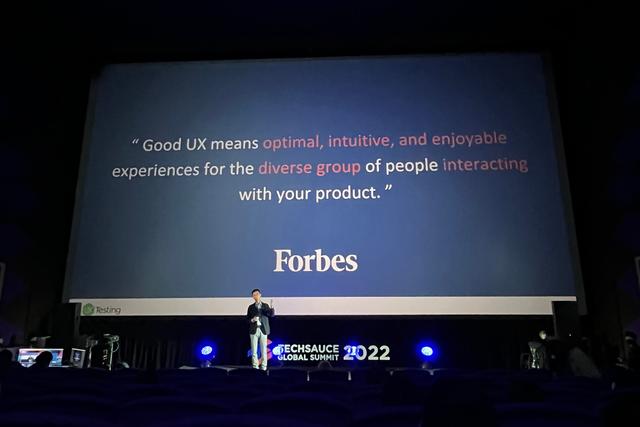 “ Good UX means optimal, intuitive, and enjoyable
experiences for the diverse group of people interacting
with your product. ”
Forbes
UX Testing
TECHSAUCE
GLOBAL SUMMIT 2022